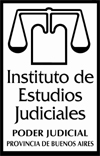 Instituto de
Estudios
Judiciales
PODER JUDICIAL
PROVINCIA DE BUENOS AIRES